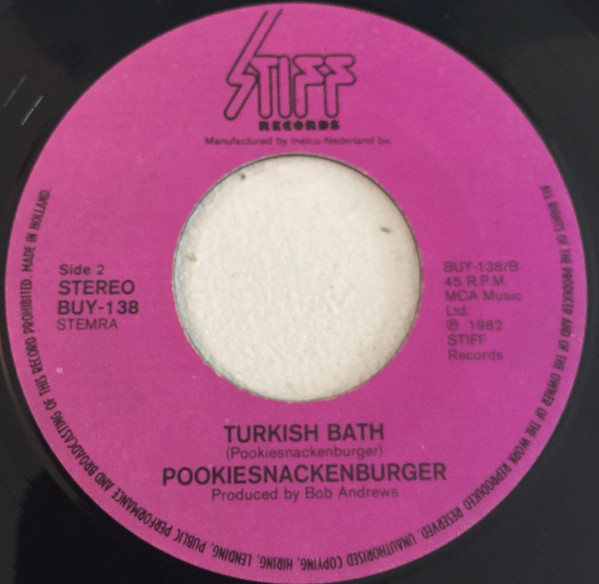 STIFF
RECORDS
Manufactured by Inelco Nederland bv.
Side 2
STEREO
BUY-138
STEMRA
BUY-138/B
45 R.P.M.
MCA Music
Ltd.
℗ 1982
STIFF
Records
TURKISH BATH
(Pookiesnackenburger)
POOKIESNACKENBURGER
Produced by Bob Andrews
ALL RIGHTS OF THE PRODUCER AND OF THE OWNER OF THE WORK REPRODUCED RESERVED. UNAUTHORISED COPYING, HIRING, LENDING, PUBLIC PERFORMANCE AND BROADCASTING OF THIS RECORD PROHIBITED. MADE IN HOLLAND.